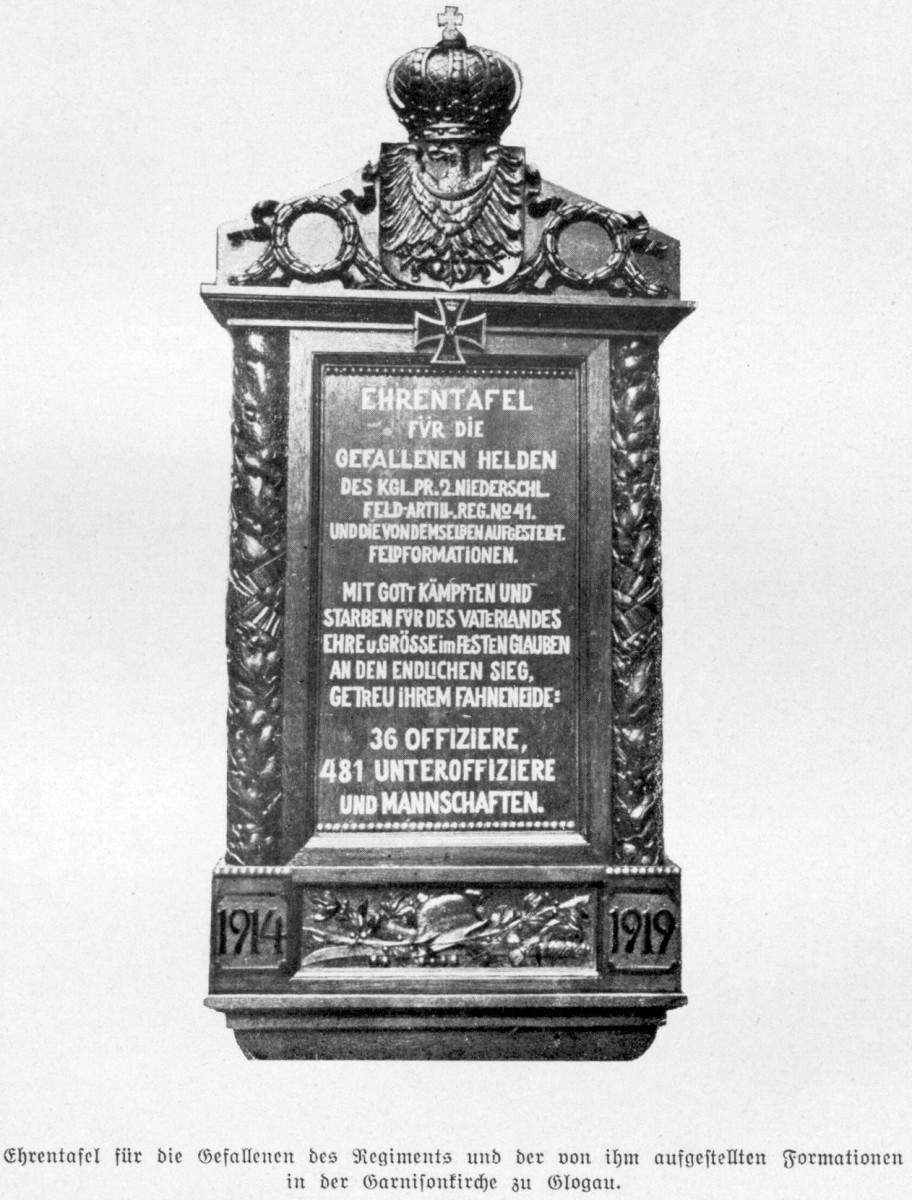 W
EHRENTAFEL
FÜR DIE
GEFALLENEN HELDEN
DES KGL.PR.2.NIEDERSCHL.
FELD-ARTILL.REG.No 41.
UND DIE VON DEMSELBEN AUFGESTELLT.
FELDFORMATIONEN.
MIT GOTT KÄMPFTEN UND
STARBEN FÜR DES VATERLANDES
EHRE u.GRÖSSE im FESTEN GLAUBEN
AN DEN ENDLICHEN SIEG,
GETREU IHREM FAHNENEIDE:
36 OFFIZIERE,
481 UNTEROFFIZIERE
UND MANNSCHAFTEN.
1914 1919
Ehrentafel für die Gefallenen des Regiments und der von ihm aufgestellten Formationen
in der Garnisonkirche zu Glogau.